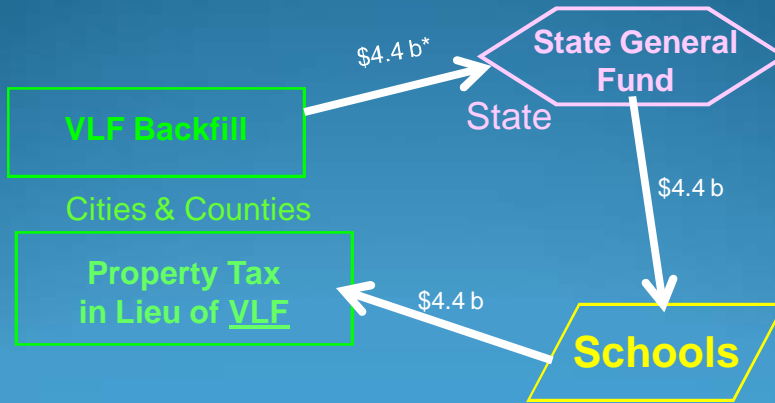 $4.4 b*
State General
Fund
State
VLF Backfill
$4.4 b
Cities & Counties
Property Tax
in Lieu of VLF
$4.4 b
Schools